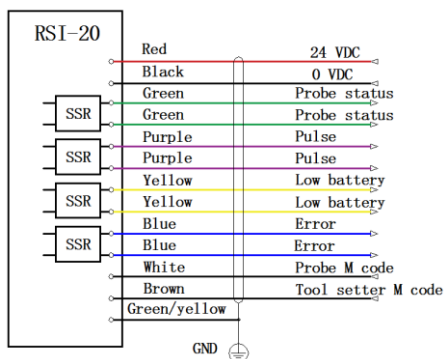 RSI-20
Red 24 VDC
Black 0 VDC
Green Probe status
SSR
Green Probe status
Purple Pulse
SSR
Purple Pulse
Yellow Low battery
SSR
Yellow Low battery
Blue Error
SSR
Blue Error
White Probe M code
Brown Tool setter M code
Green/yellow
GND